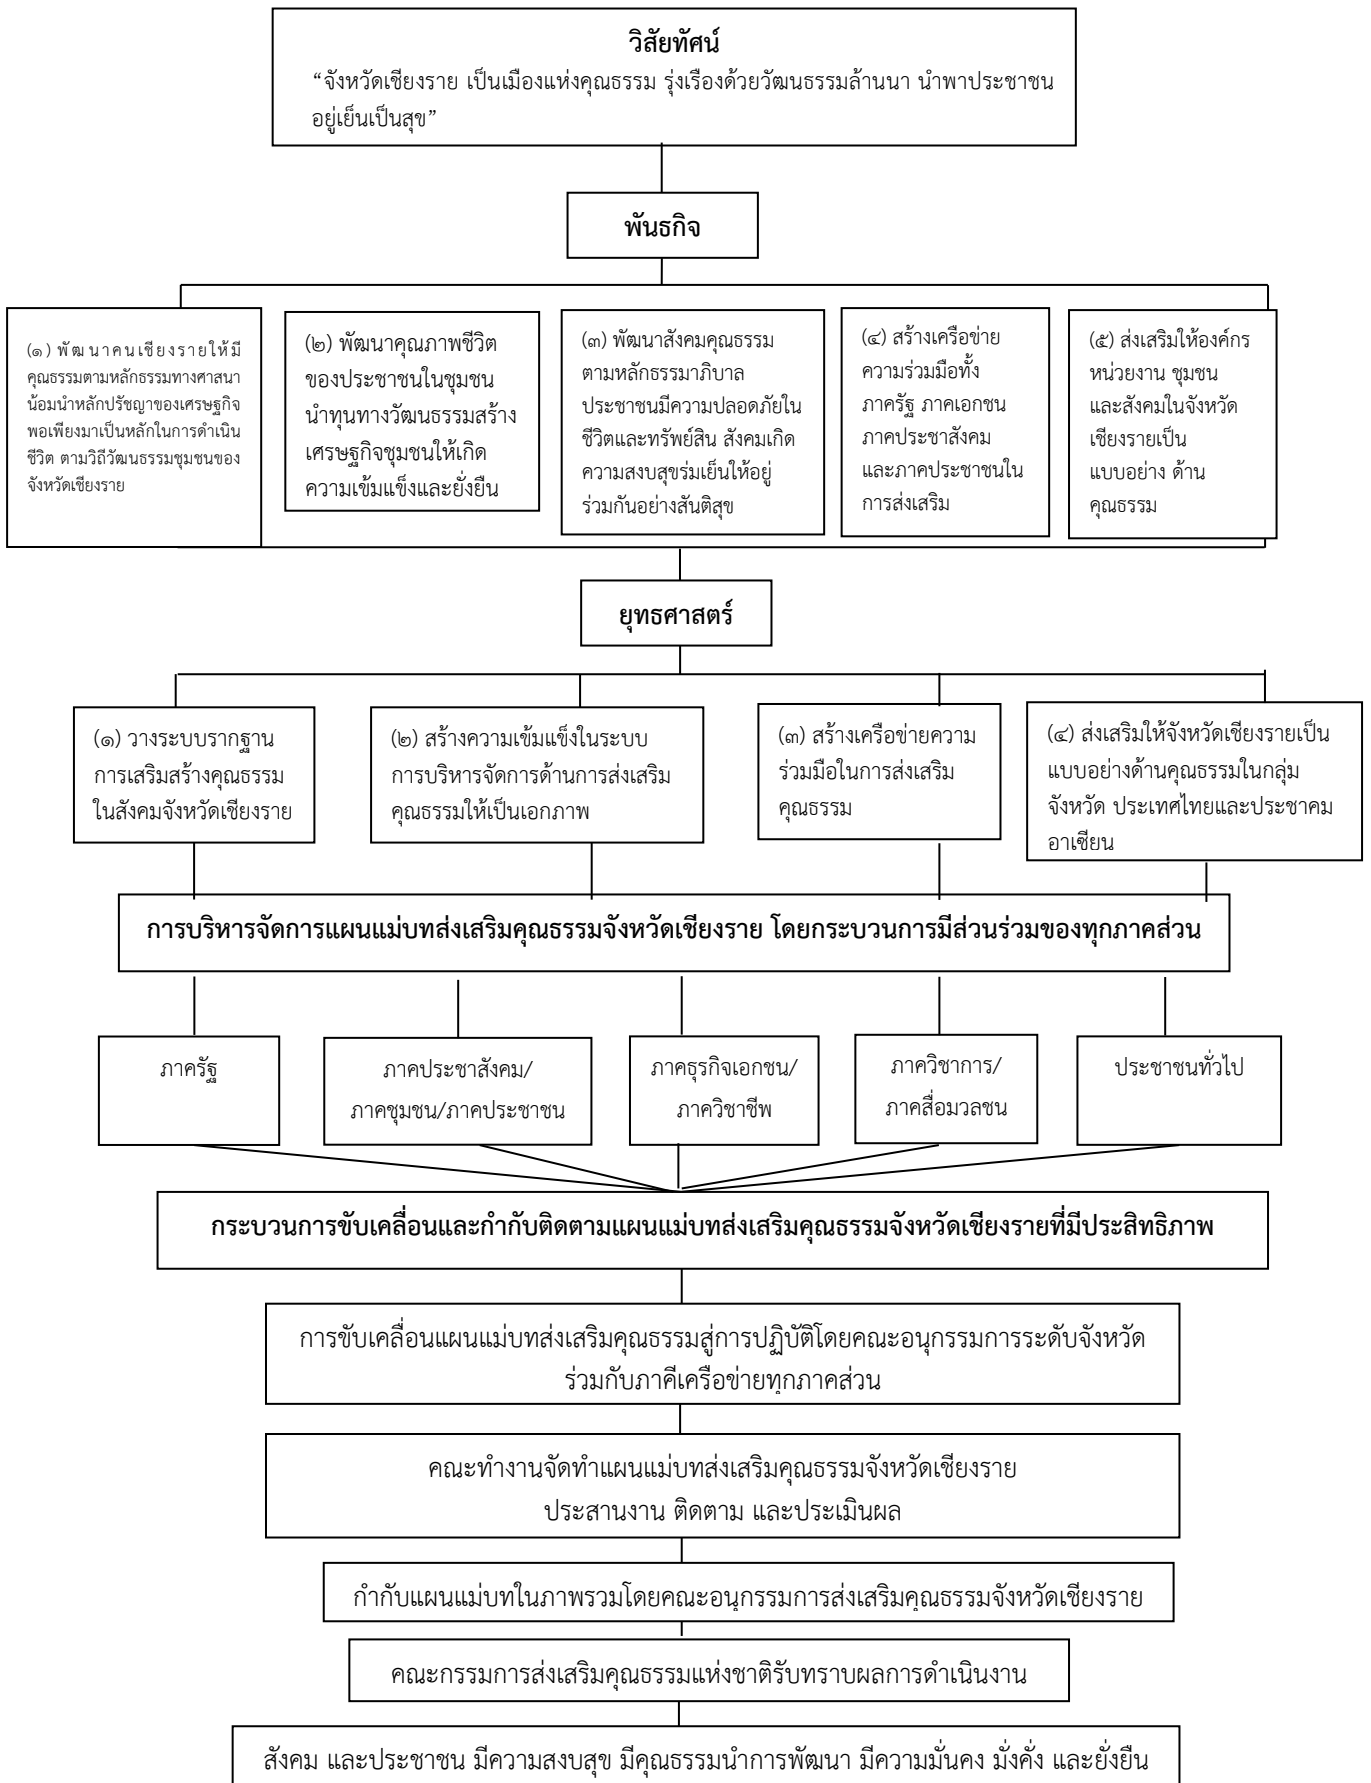 วิสัยทัศน์
“จังหวัดเชียงราย เป็นเมืองแห่งคุณธรรม รุ่งเรืองด้วยวัฒนธรรมล้านนา นำพาประชาชน
อยู่เย็นเป็นสุข”
พันธกิจ
(๑) พัฒนาคนเชียงรายให้มี
คุณธรรมตามหลักธรรมทางศาสนา
น้อมนำหลักปรัชญาของเศรษฐกิจ
พอเพียงมาเป็นหลักในการดำเนิน
ชีวิต ตามวิถีวัฒนธรรมชุมชนของ
จังหวัดเชียงราย
(๒) พัฒนาคุณภาพชีวิต
ของประชาชนในชุมชน
นำทุนทางวัฒนธรรมสร้าง
เศรษฐกิจชุมชนให้เกิด
ความเข้มแข็งและยั่งยืน
(๓) พัฒนาสังคมคุณธรรม
ตามหลักธรรมาภิบาล
ประชาชนมีความปลอดภัยใน
ชีวิตและทรัพย์สิน สังคมเกิด
ความสงบสุขร่มเย็นให้อยู่
ร่วมกันอย่างสันติสุข
(๔) สร้างเครือข่าย
ความร่วมมือทั้ง
ภาครัฐ ภาคเอกชน
ภาคประชาสังคม
และภาคประชาชนใน
การส่งเสริม
(๕) ส่งเสริมให้องค์กร
หน่วยงาน ชุมชน
และสังคมในจังหวัด
เชียงรายเป็น
แบบอย่าง ด้าน
คุณธรรม
ยุทธศาสตร์
(๑) วางระบบรากฐาน
การเสริมสร้างคุณธรรม
ในสังคมจังหวัดเชียงราย
(๒) สร้างความเข้มแข็งในระบบ
การบริหารจัดการด้านการส่งเสริม
คุณธรรมให้เป็นเอกภาพ
(๓) สร้างเครือข่ายความ
ร่วมมือในการส่งเสริม
คุณธรรม
(๔) ส่งเสริมให้จังหวัดเชียงรายเป็น
แบบอย่างด้านคุณธรรมในกลุ่ม
จังหวัด ประเทศไทยและประชาคม
อาเซียน
การบริหารจัดการแผนแม่บทส่งเสริมคุณธรรมจังหวัดเชียงราย โดยกระบวนการมีส่วนร่วมของทุกภาคส่วน
ภาครัฐ
ภาคประชาสังคม/
ภาคชุมชน/ภาคประชาชน
ภาคธุรกิจเอกชน/
ภาควิชาชีพ
ภาควิชาการ/
ภาคสื่อมวลชน
ประชาชนทั่วไป
กระบวนการขับเคลื่อนและกำกับติดตามแผนแม่บทส่งเสริมคุณธรรมจังหวัดเชียงรายที่มีประสิทธิภาพ
การขับเคลื่อนแผนแม่บทส่งเสริมคุณธรรมสู่การปฏิบัติโดยคณะอนุกรรมการระดับจังหวัด
ร่วมกับภาคีเครือข่ายทุกภาคส่วน
คณะทำงานจัดทำแผนแม่บทส่งเสริมคุณธรรมจังหวัดเชียงราย
ประสานงาน ติดตาม และประเมินผล
กำกับแผนแม่บทในภาพรวมโดยคณะอนุกรรมการส่งเสริมคุณธรรมจังหวัดเชียงราย
คณะกรรมการส่งเสริมคุณธรรมแห่งชาติรับทราบผลการดำเนินงาน
สังคม และประชาชน มีความสงบสุข มีคุณธรรมนำการพัฒนา มีความมั่นคง มั่งคั่ง และยั่งยืน